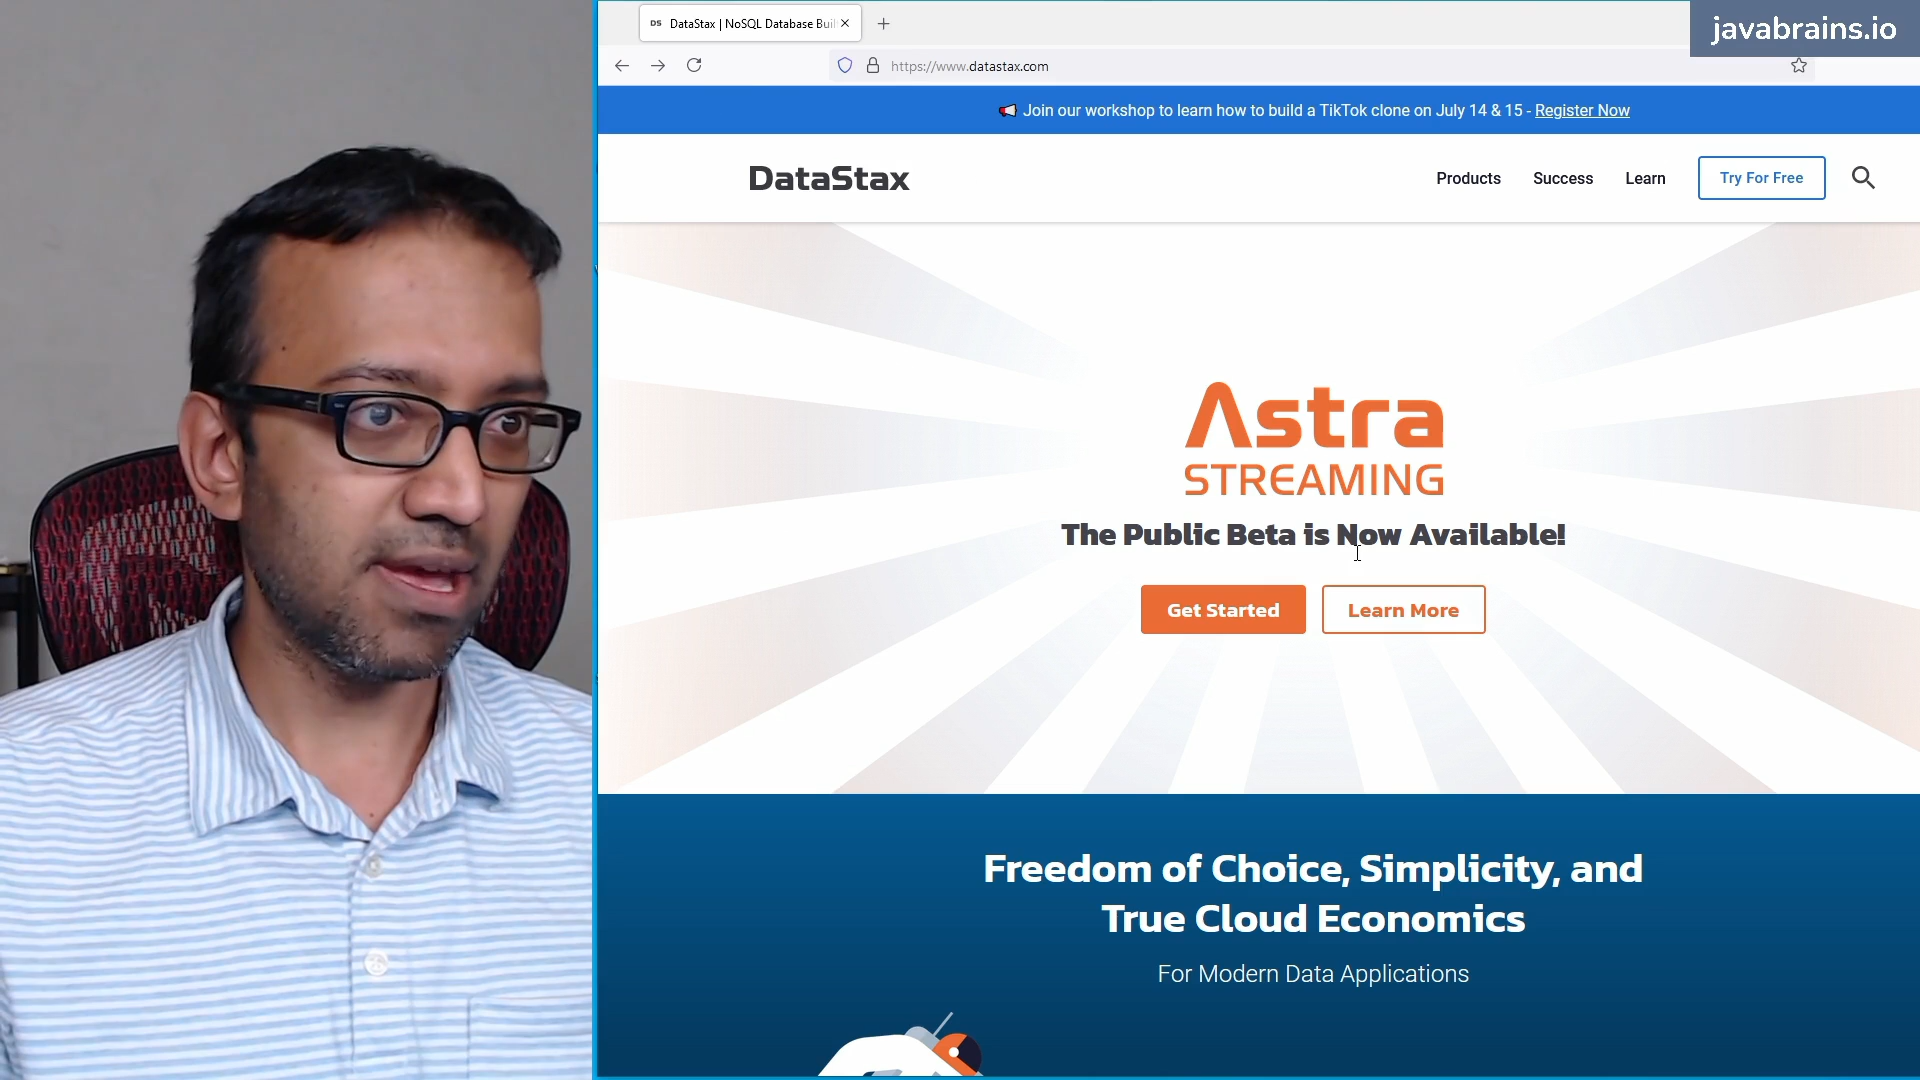 DS DataStax | NoSQL Database Buil
javabrains.io
https://www.datastax.com
Join our workshop to learn how to build a TikTok clone on July 14 & 15 - Register Now
DataStax
Products Success Learn Try For Free
Astra
STREAMING
The Public Beta is Now Available!
Get Started Learn More
Freedom of Choice, Simplicity, and
True Cloud Economics
For Modern Data Applications